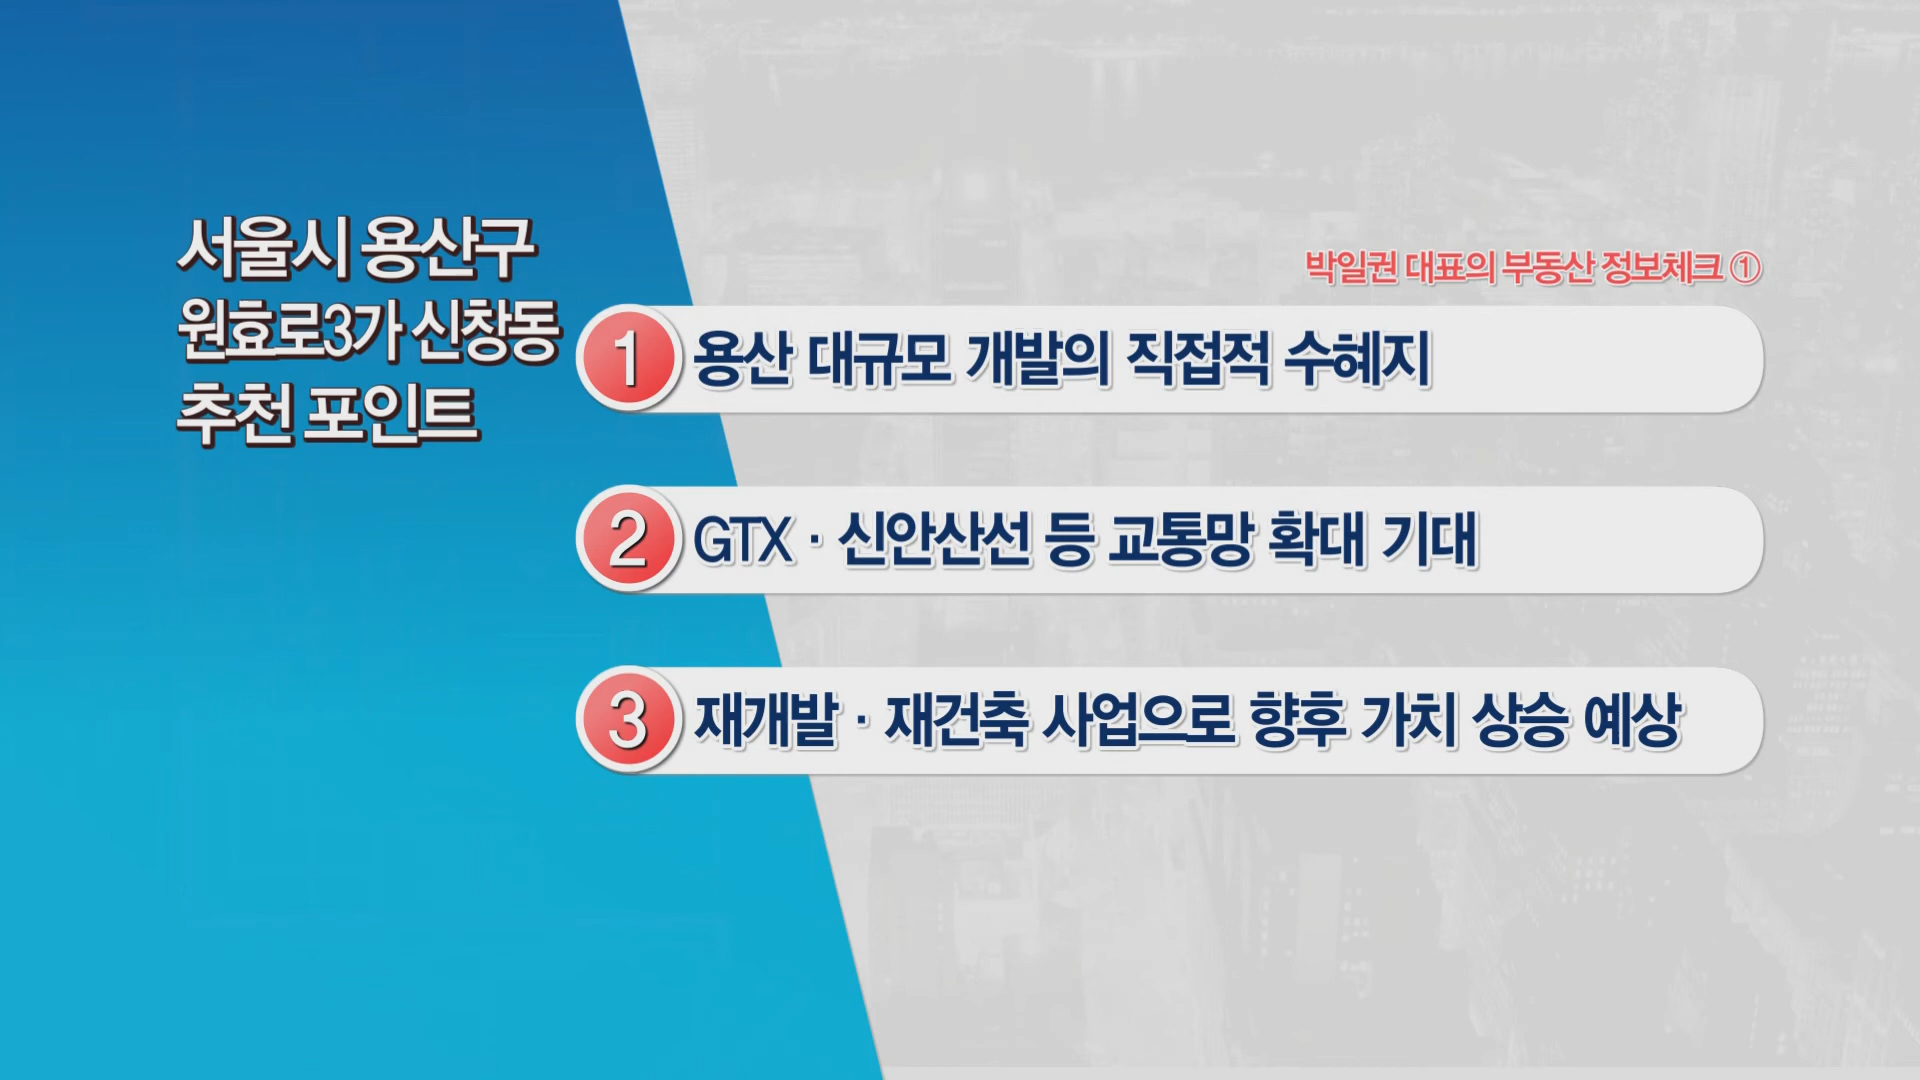 서울시 용산구
원효로3가 신창동
추천 포인트
박일권 대표의 부동산 정보체크 ①
1 용산 대규모 개발의 직접적 수혜지
2 GTX · 신안산선 등 교통망 확대 기대
3 재개발 · 재건축 사업으로 향후 가치 상승 예상